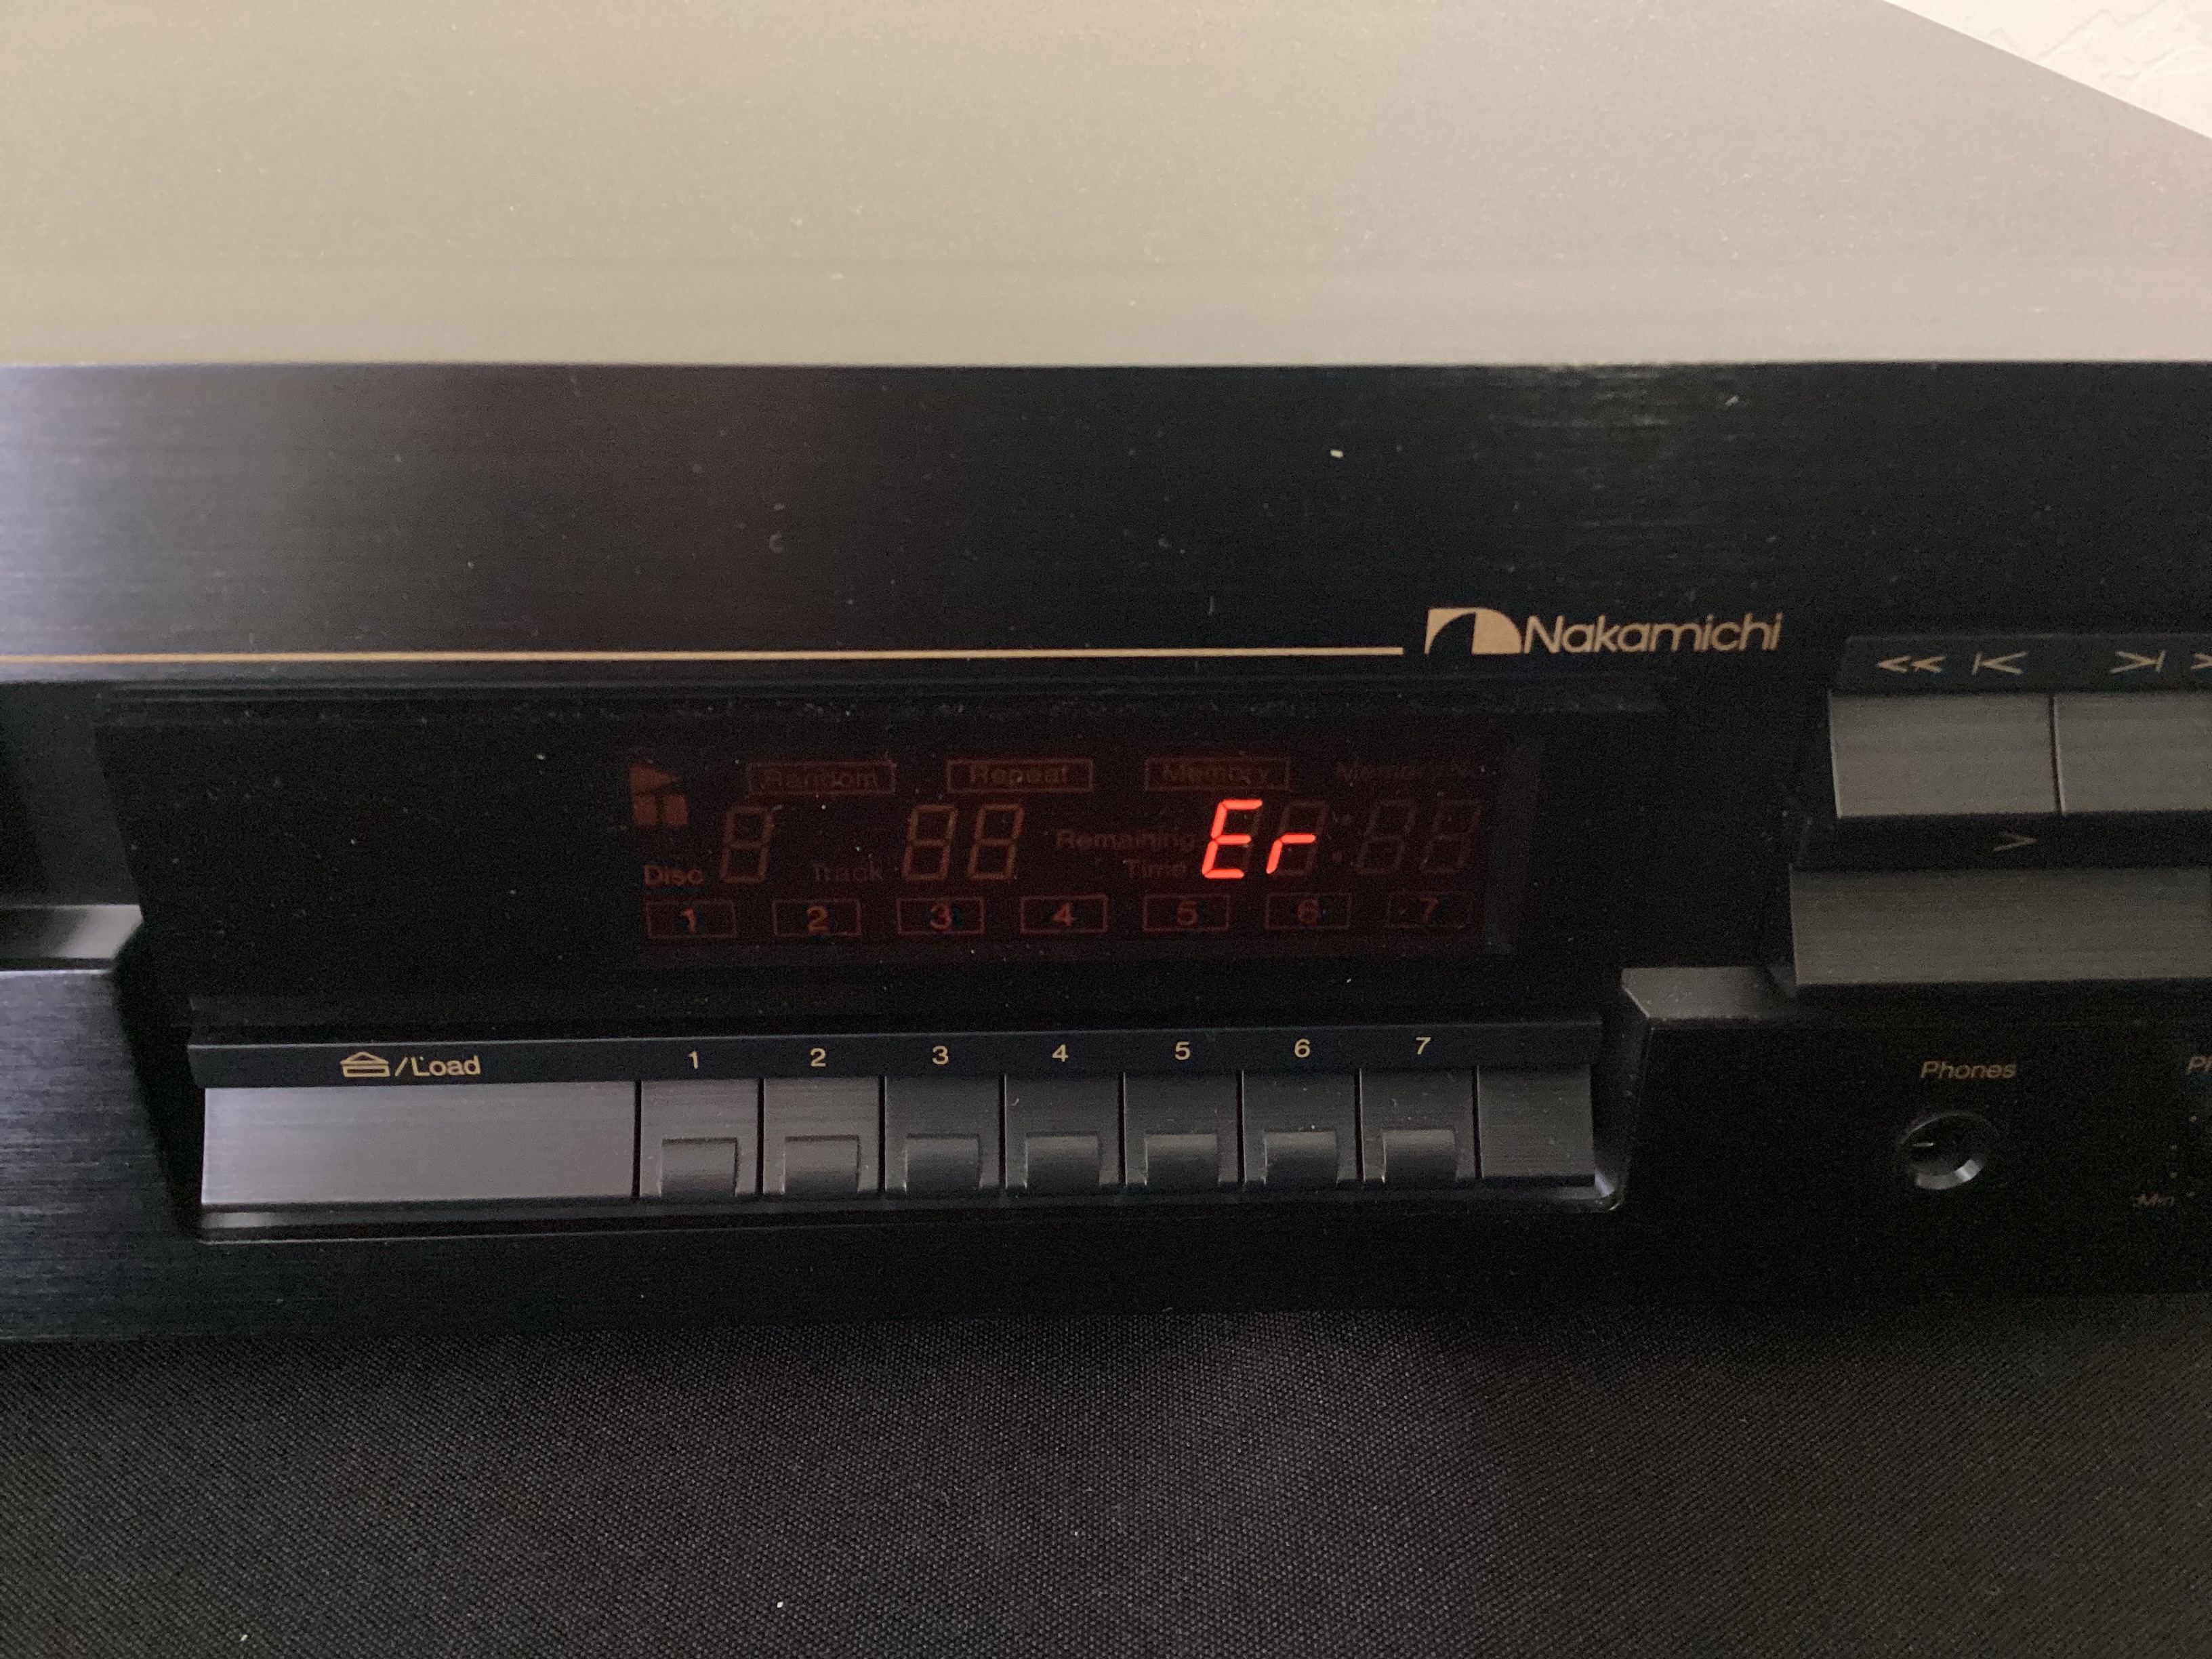 Nakamichi
<< |< >|
Random Repeat Memory
Er
Remaining
Disc Track Time
1 2 3 4 5 6 7
>
/Load 1 2 3 4 5 6 7
Phones
Min